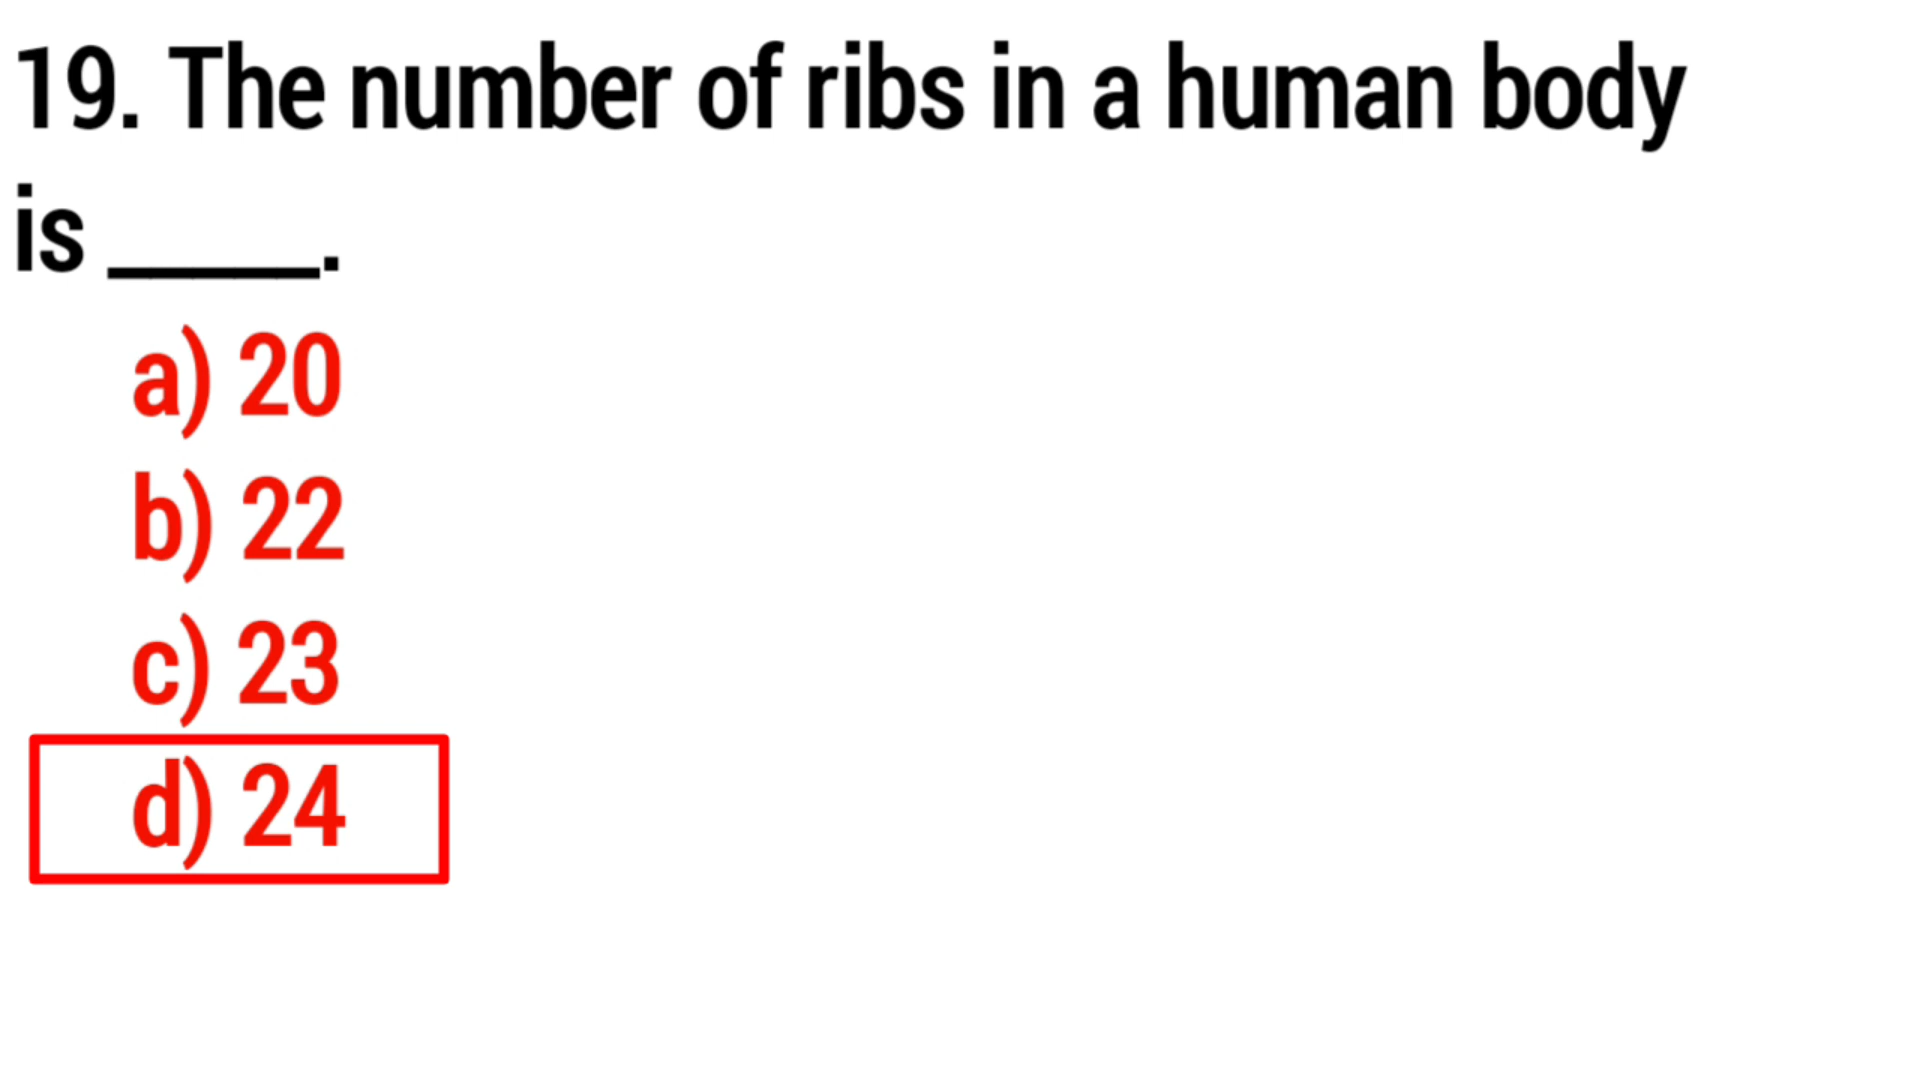 19. The number of ribs in a human body
is _____.
a) 20
b) 22
c) 23
d) 24